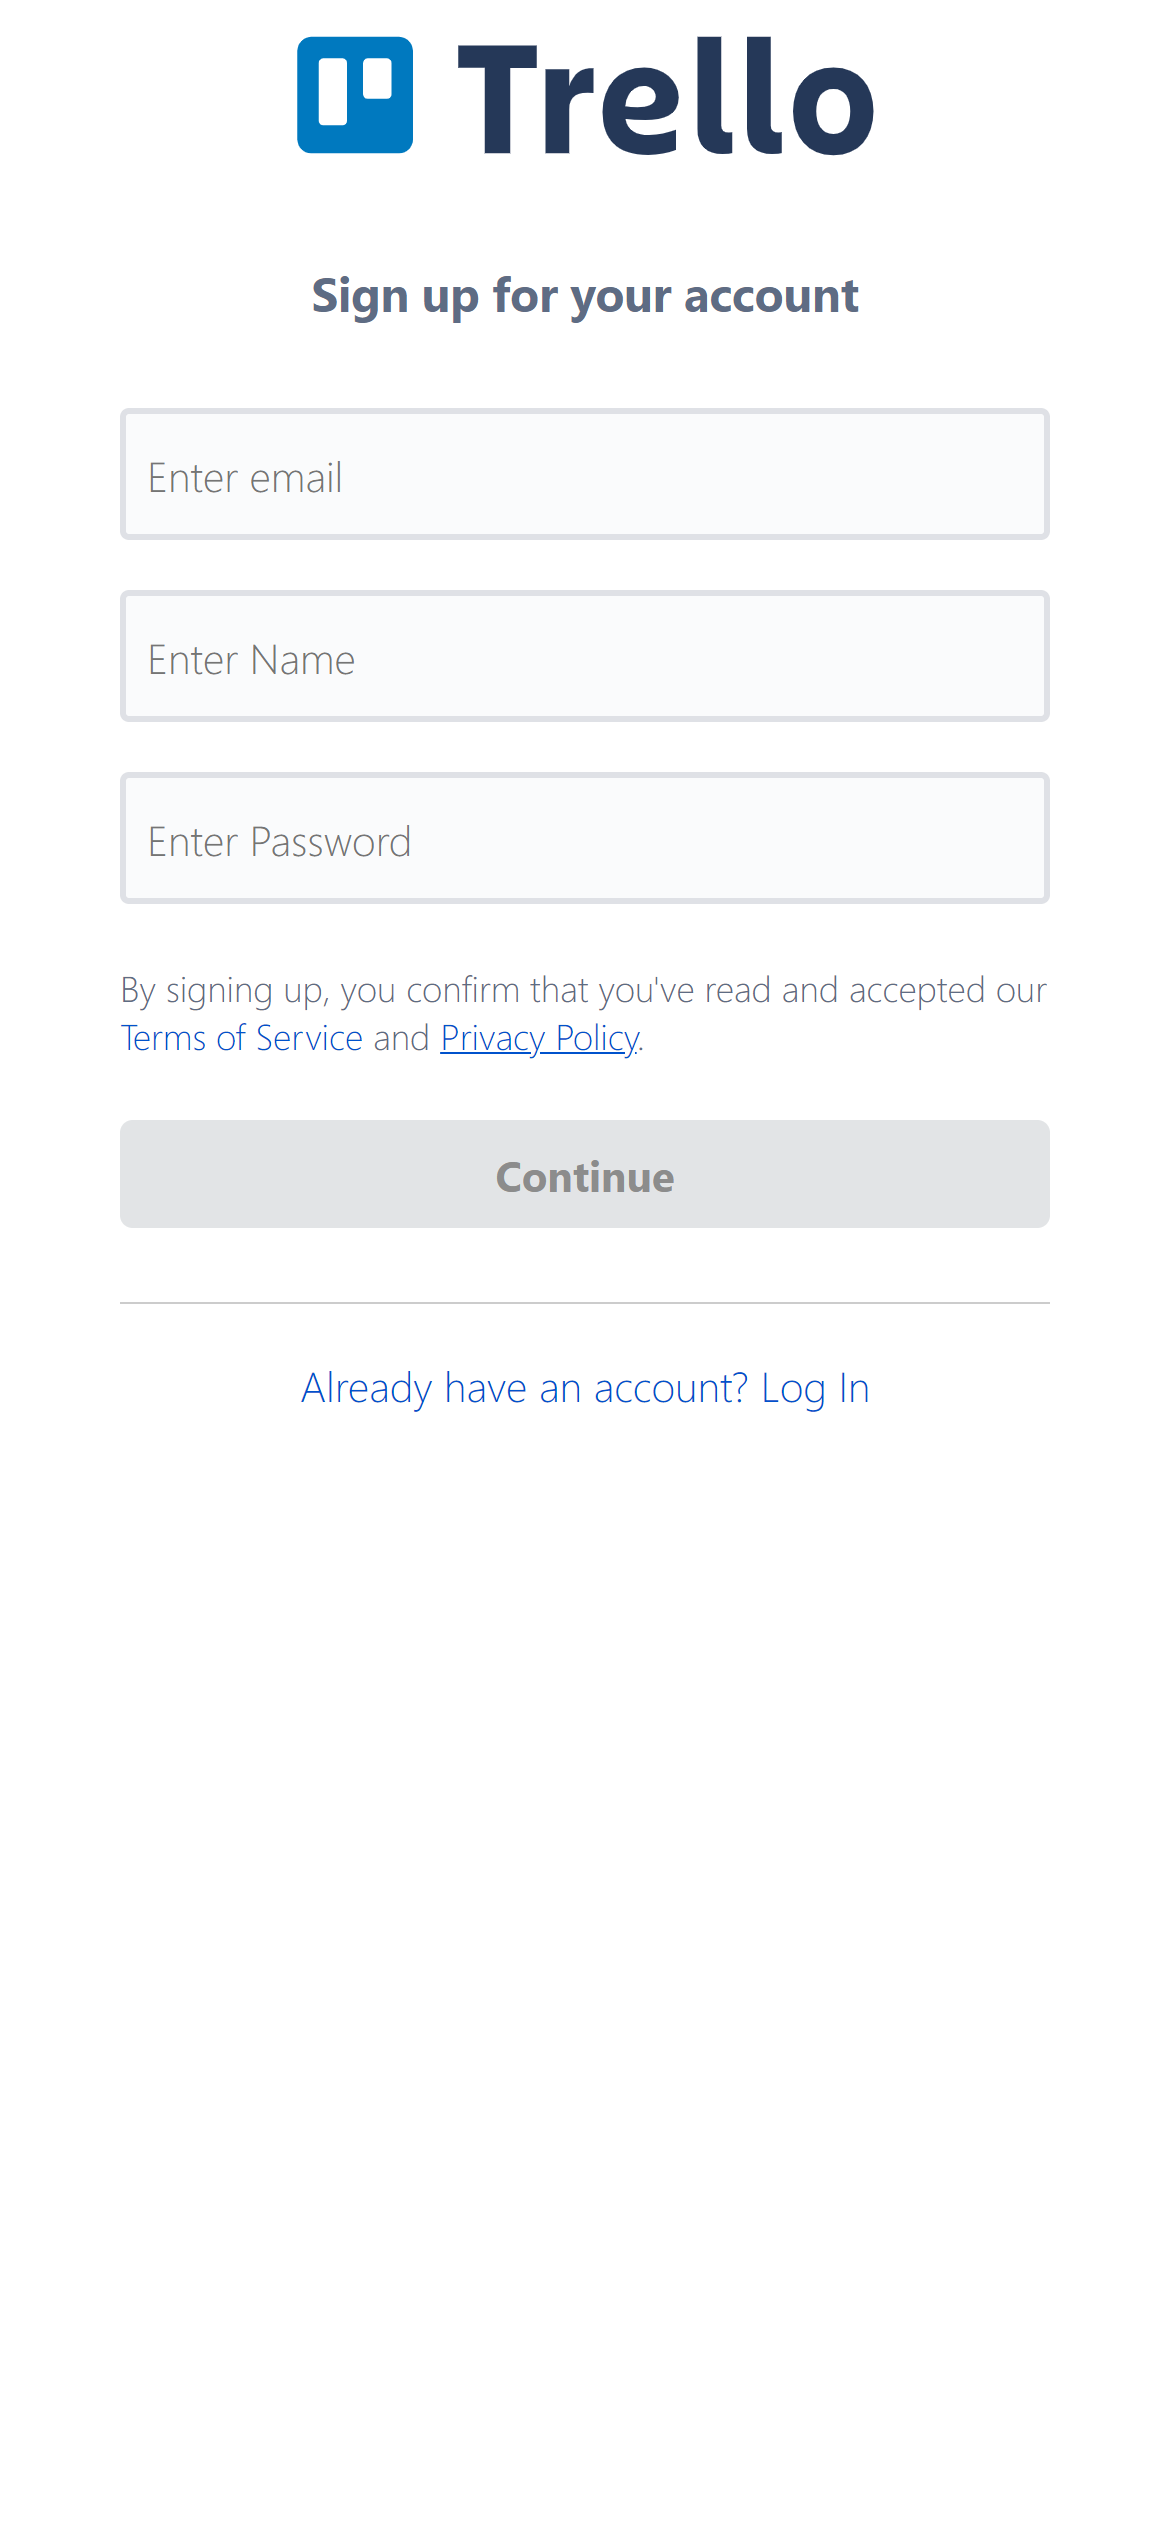 Trello
Sign up for your account
Enter email
Enter Name
Enter Password
By signing up, you confirm that you've read and accepted our
Terms of Service and Privacy Policy.
Continue
Already have an account? Log In